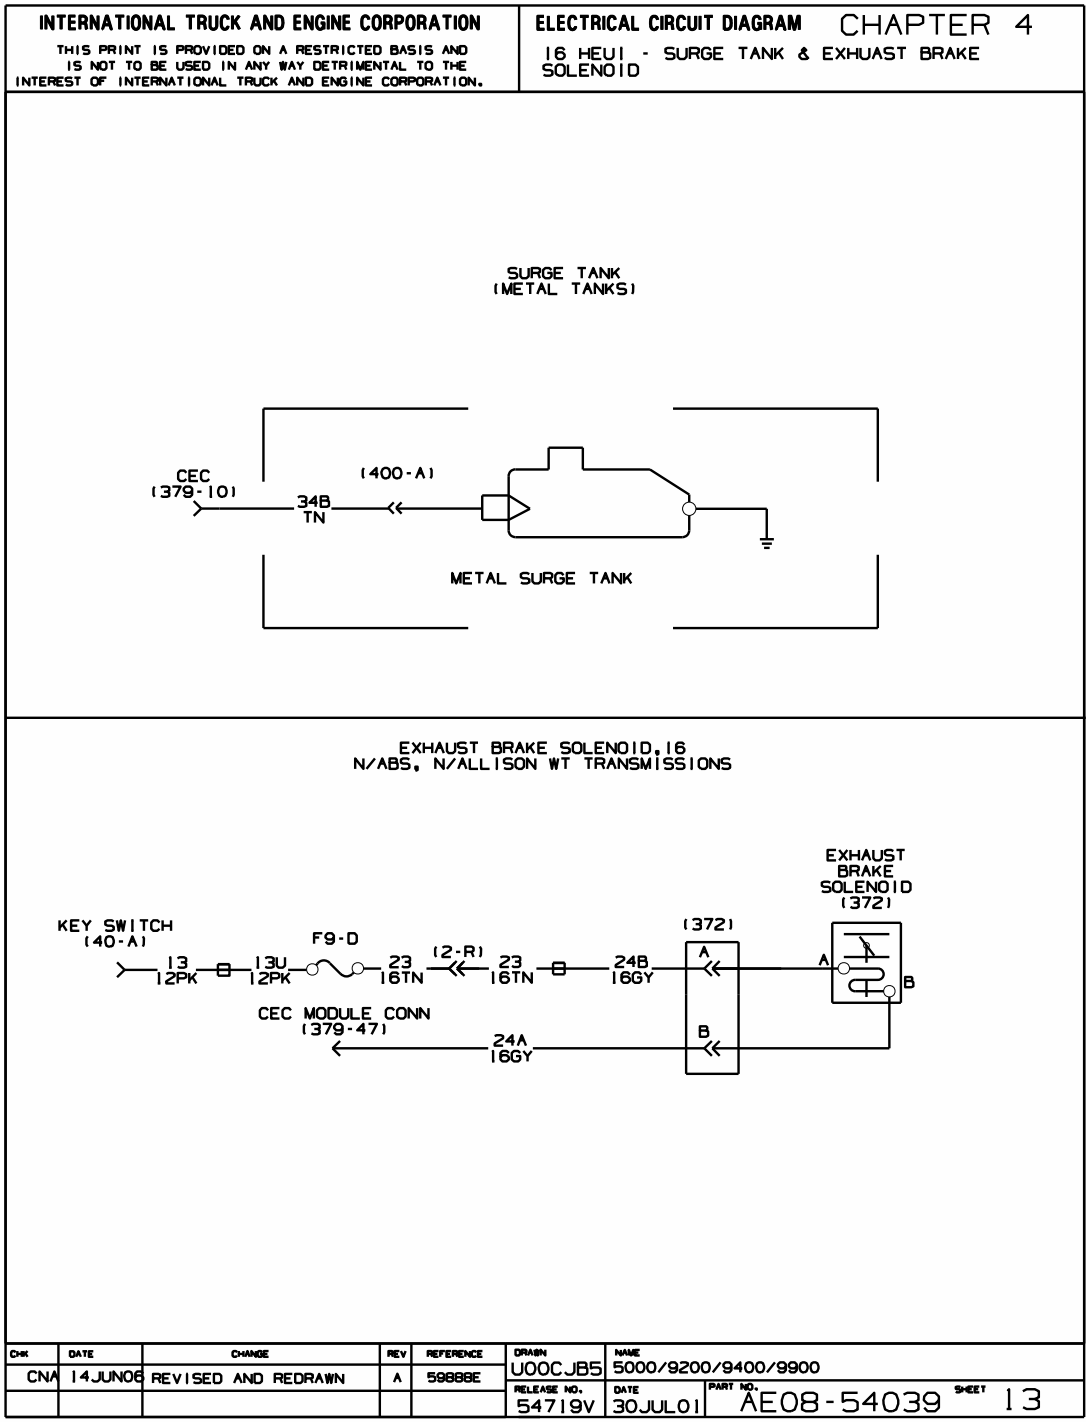 INTERNATIONAL TRUCK AND ENGINE CORPORATION
THIS PRINT IS PROVIDED ON A RESTRICTED BASIS AND
IS NOT TO BE USED IN ANY WAY DETRIMENTAL TO THE
INTEREST OF INTERNATIONAL TRUCK AND ENGINE CORPORATION.
ELECTRICAL CIRCUIT DIAGRAM CHAPTER 4
I6 HEUI - SURGE TANK & EXHUAST BRAKE
SOLENOID
SURGE TANK
(METAL TANKS)
CEC
(379-10)
34B
TN
(400-A)
METAL SURGE TANK
EXHAUST BRAKE SOLENOID,I6
N/ABS, N/ALLISON WT TRANSMISSIONS
EXHAUST
BRAKE
SOLENOID
(372)
KEY SWITCH
(40-A)
13
12PK
13U
12PK
F9-D
23
16TN
(2-R)
23
16TN
24B
16GY
(372)
A
A
B
CEC MODULE CONN
(379-47)
24A
16GY
B
CHK DATE CHANGE REV REFERENCE
CNA 14JUN06 REVISED AND REDRAWN A 59888E
DRAWN
U00CJB5
NAME
5000/9200/9400/9900
RELEASE NO.
54719V
DATE
30JUL01
PART NO.
AE08-54039
SHEET
13